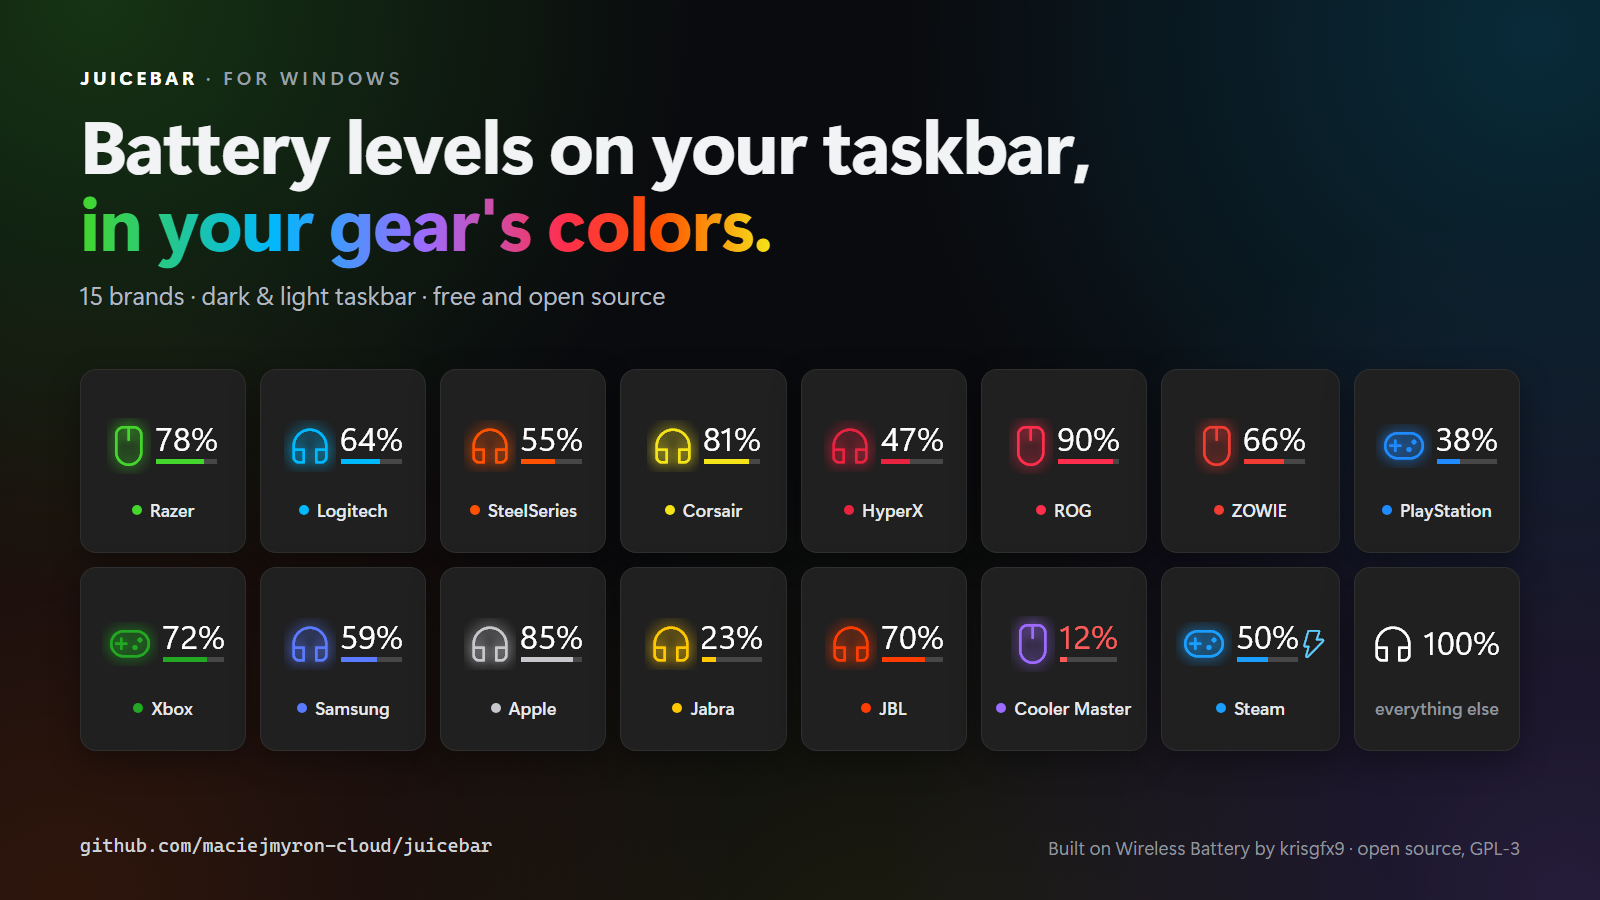 JUICEBAR · FOR WINDOWS
Battery levels on your taskbar,
in your gear's colors.
15 brands · dark & light taskbar · free and open source
78%
Razer
64%
Logitech
55%
SteelSeries
81%
Corsair
47%
HyperX
90%
ROG
66%
ZOWIE
38%
PlayStation
72%
Xbox
59%
Samsung
85%
Apple
23%
Jabra
70%
JBL
12%
Cooler Master
50%
Steam
100%
everything else
github.com/maciejmyron-cloud/juicebar
Built on Wireless Battery by krisgfx9 · open source, GPL-3